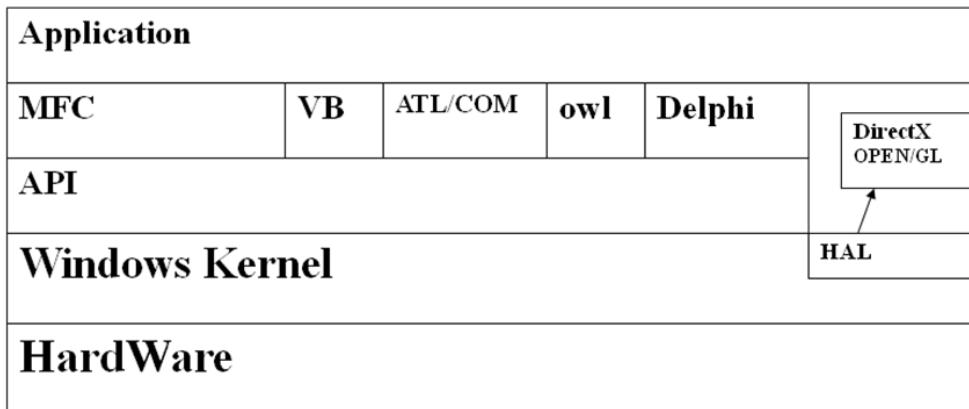 Application
MFC
VB
ATL/COM
owl
Delphi
DirectX
OPEN/GL
API
Windows Kernel
HAL
HardWare